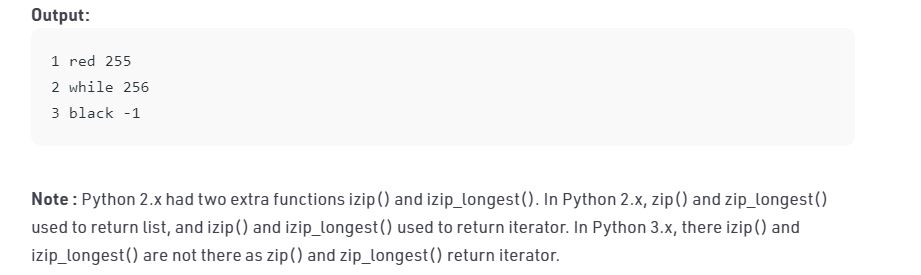 Output:
1 red 255
2 while 256
3 black -1
Note : Python 2.x had two extra functions izip() and izip_longest(). In Python 2.x, zip() and zip_longest()
used to return list, and izip() and izip_longest() used to return iterator. In Python 3.x, there izip() and
izip_longest() are not there as zip() and zip_longest() return iterator.